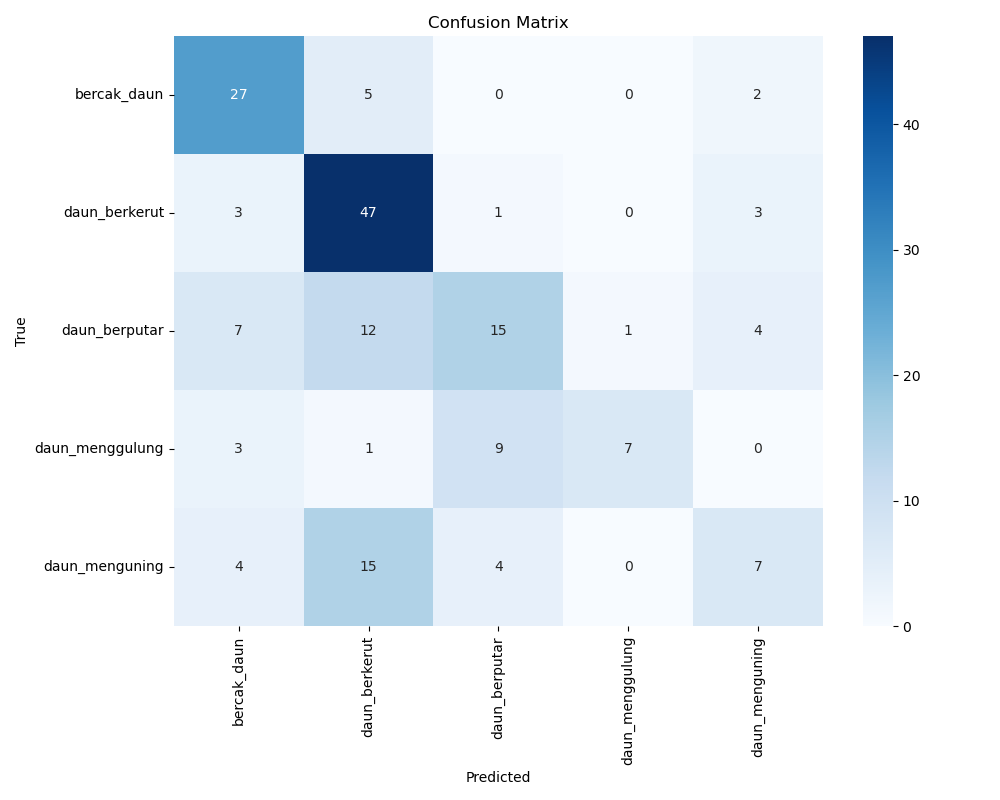 Confusion Matrix
True
bercak_daun 27 5 0 0 2
daun_berkerut 3 47 1 0 3
daun_berputar 7 12 15 1 4
daun_menggulung 3 1 9 7 0
daun_menguning 4 15 4 0 7
bercak_daun daun_berkerut daun_berputar daun_menggulung daun_menguning
Predicted
40
30
20
10
0